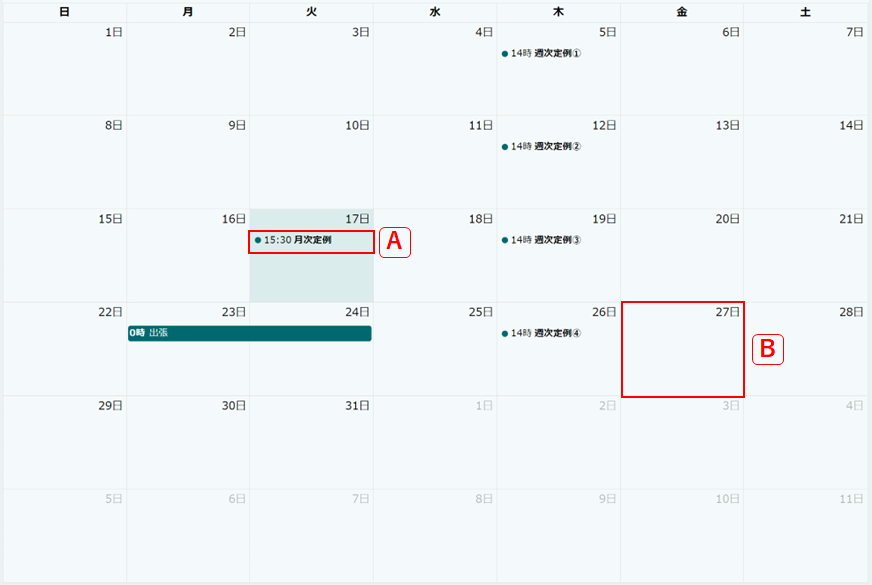 日 月 火 水 木 金 土
1日 2日 3日 4日 5日 6日 7日
14時 週次定例①
8日 9日 10日 11日 12日 13日 14日
14時 週次定例②
15日 16日 17日 18日 19日 20日 21日
15:30 月次定例 A 14時 週次定例③
22日 23日 24日 25日 26日 27日 28日
0時 出張 14時 週次定例④
B
29日 30日 31日 1日 2日 3日 4日
5日 6日 7日 8日 9日 10日 11日